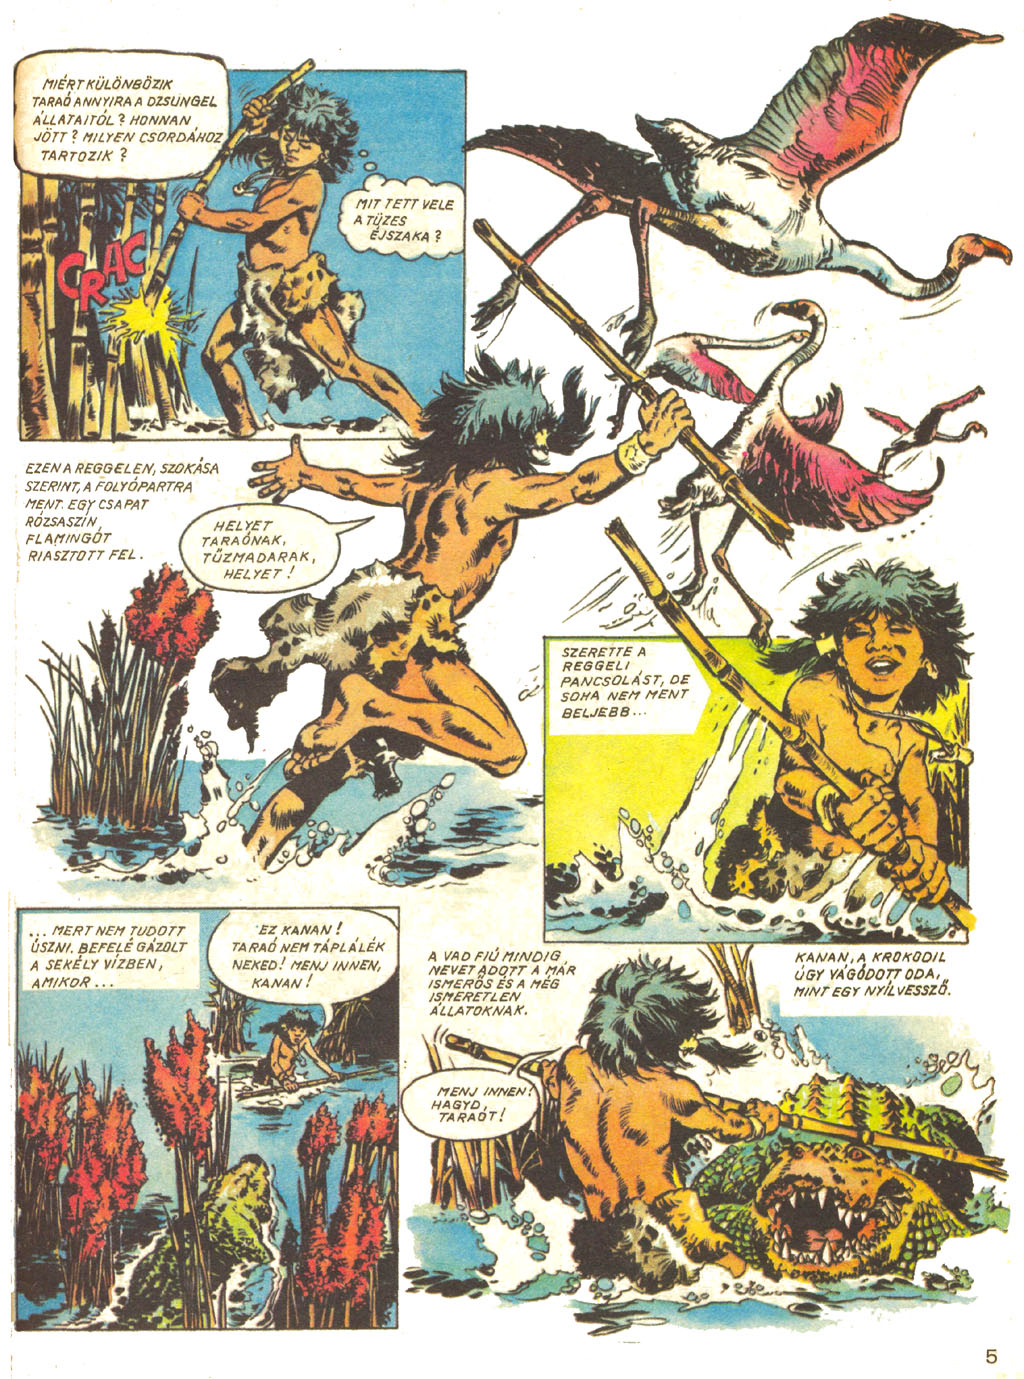 MIÉRT KÜLÖNBÖZIK
TARAÓ ANNYIRA A DZSUNGEL
ÁLLATAITÓL? HONNAN
JÖTT? MILYEN CSORDÁHOZ
TARTOZIK?
MIT TETT VELE
A TÜZES
ÉJSZAKA?
CRAC
EZEN A REGGELEN, SZOKÁSA
SZERINT, A FOLYÓPARTRA
MENT. EGY CSAPAT
RÓZSASZIN
FLAMINGÓT
RIASZTOTT FEL.
HELYET
TARAÓNAK,
TŰZMADARAK,
HELYET!
SZERETTE A
REGGELI
PANCSOLÁST, DE
SOHA NEM MENT
BELJEBB...
... MERT NEM TUDOTT
ÚSZNI. BEFELÉ GÁZOLT
A SEKÉLY VÍZBEN,
AMIKOR...
EZ KANAN!
TARAÓ NEM TÁPLÁLÉK
NEKED! MENJ INNEN,
KANAN!
A VAD FIÚ MINDIG
NEVET ADOTT A MÁR
ISMERŐS ÉS A MÉG
ISMERETLEN
ÁLLATOKNAK.
MENJ INNEN!
HAGYD,
TARAÓT!
KANAN, A KROKODIL
ÚGY VÁGÓDOTT ODA,
MINT EGY NYÍLVESSZŐ.
5